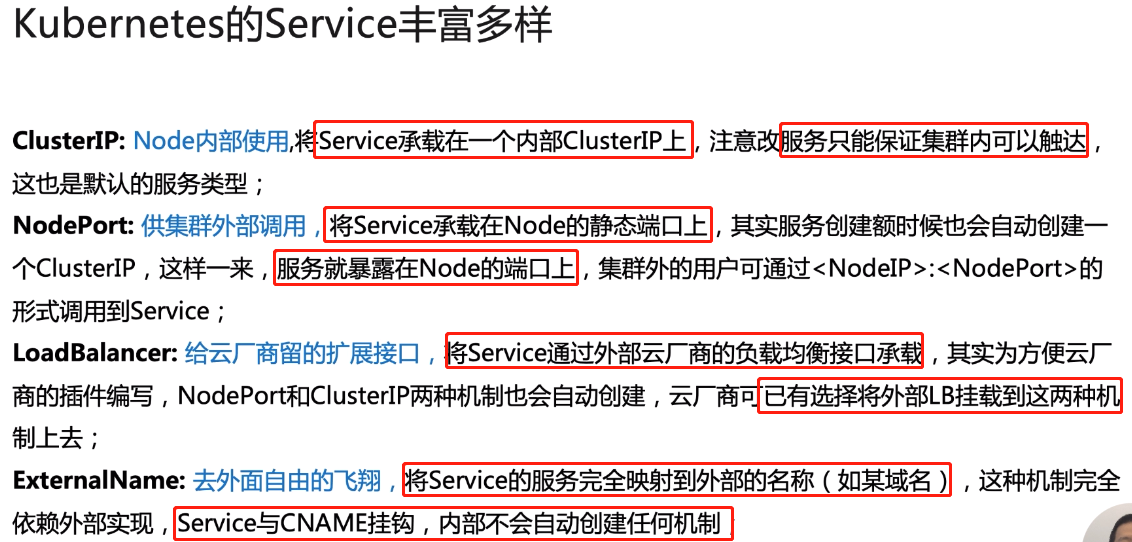 Kubernetes的Service丰富多样
ClusterIP: Node内部使用,将Service承载在一个内部ClusterIP上，注意改服务只能保证集群内可以触达，
这也是默认的服务类型；
NodePort: 供集群外部调用，将Service承载在Node的静态端口上，其实服务创建额时候也会自动创建一
个ClusterIP，这样一来，服务就暴露在Node的端口上，集群外的用户可通过<NodeIP>:<NodePort>的
形式调用到Service；
LoadBalancer: 给云厂商留的扩展接口，将Service通过外部云厂商的负载均衡接口承载，其实为方便云厂
商的插件编写，NodePort和ClusterIP两种机制也会自动创建，云厂商可已有选择将外部LB挂载到这两种机
制上去；
ExternalName: 去外面自由的飞翔，将Service的服务完全映射到外部的名称（如某域名），这种机制完全
依赖外部实现，Service与CNAME挂钩，内部不会自动创建任何机制；